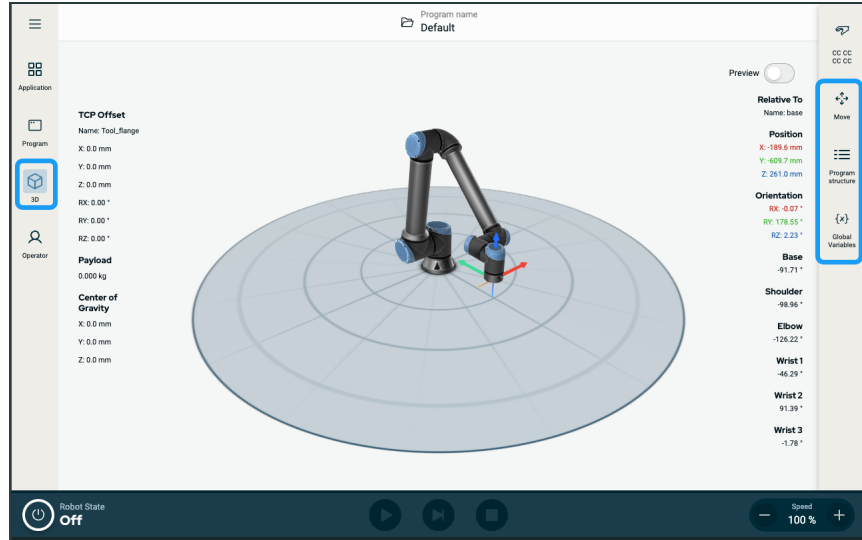 Program name
Default
Application
Program
3D
Operator
TCP Offset
Name: Tool_flange
X: 0.0 mm
Y: 0.0 mm
Z: 0.0 mm
RX: 0.00 °
RY: 0.00 °
RZ: 0.00 °
Payload
0.000 kg
Center of
Gravity
X: 0.0 mm
Y: 0.0 mm
Z: 0.0 mm
Preview
Relative To
Name: base
Position
X: -189.6 mm
Y: -609.7 mm
Z: 261.0 mm
Orientation
RX: -0.07 °
RY: 178.55 °
RZ: 2.23 °
Base
-91.71 °
Shoulder
-98.96 °
Elbow
-126.22 °
Wrist 1
-46.29 °
Wrist 2
91.39 °
Wrist 3
-1.78 °
CC CC
CC CC
Move
Program
structure
{x}
Global
Variables
Robot State
Off
Speed
100 %